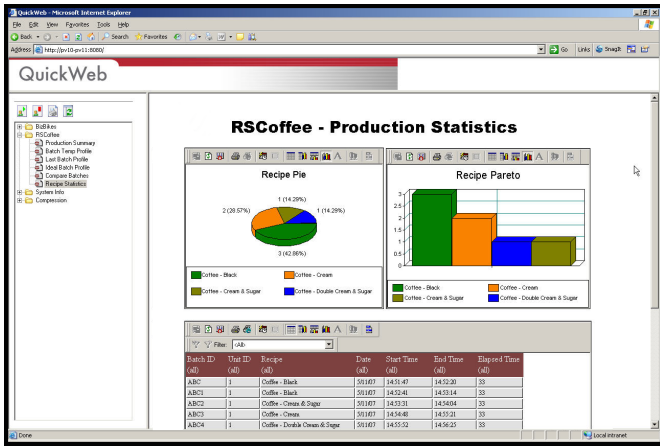 QuickWeb - Microsoft Internet Explorer
File Edit View Favorites Tools Help
Back Search Favorites
Address http://pv10-pv11:8080/ Go Links SnagIt
QuickWeb
BizBikes
RSCoffee
Production Summary
Batch Temp Profile
Last Batch Profile
Ideal Batch Profile
Compare Batches
Recipe Statistics
System Info
Compression
RSCoffee - Production Statistics
Recipe Pie
1 (14.29%)
2 (28.57%) 1 (14.29%)
3 (42.86%)
Coffee - Black Coffee - Cream
Coffee - Cream & Sugar Coffee - Double Cream & Sugar
Recipe Pareto
3
2.5
2
1.5
1
0.5
0
Coffee - Black Coffee - Cream
Coffee - Cream & Sugar Coffee - Double Cream & Sugar
Filter: <All>
Batch ID Unit ID Recipe Date Start Time End Time Elapsed Time
(all) (all) (all) (all) (all) (all) (all)
ABC 1 Coffee - Black 5/11/07 14:51:47 14:52:20 33
ABC1 1 Coffee - Black 5/11/07 14:52:41 14:53:14 33
ABC2 1 Coffee - Cream & Sugar 5/11/07 14:53:31 14:54:04 33
ABC3 1 Coffee - Cream 5/11/07 14:54:48 14:55:21 33
ABC4 1 Coffee - Double Cream & Sugar 5/11/07 14:55:52 14:56:25 33
Done Local intranet